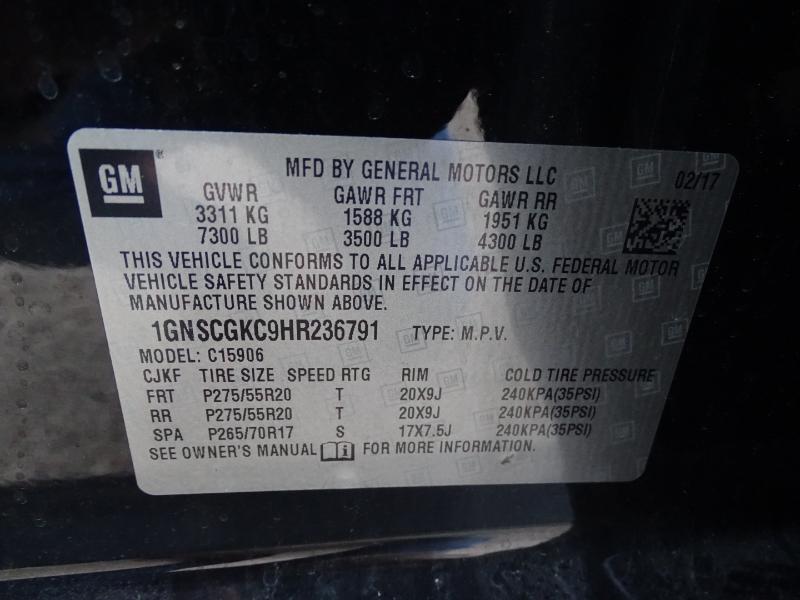 GM
MFD BY GENERAL MOTORS LLC
02/17
GVWR GAWR FRT GAWR RR
3311 KG 1588 KG 1951 KG
7300 LB 3500 LB 4300 LB
THIS VEHICLE CONFORMS TO ALL APPLICABLE U.S. FEDERAL MOTOR
VEHICLE SAFETY STANDARDS IN EFFECT ON THE DATE OF
MANUFACTURE SHOWN ABOVE.
1GNSCGKC9HR236791 TYPE: M.P.V.
MODEL: C15906
CJKF TIRE SIZE SPEED RTG RIM COLD TIRE PRESSURE
FRT P275/55R20 T 20X9J 240KPA(35PSI)
RR P275/55R20 T 20X9J 240KPA(35PSI)
SPA P265/70R17 S 17X7.5J 240KPA(35PSI)
SEE OWNER'S MANUAL i FOR MORE INFORMATION.